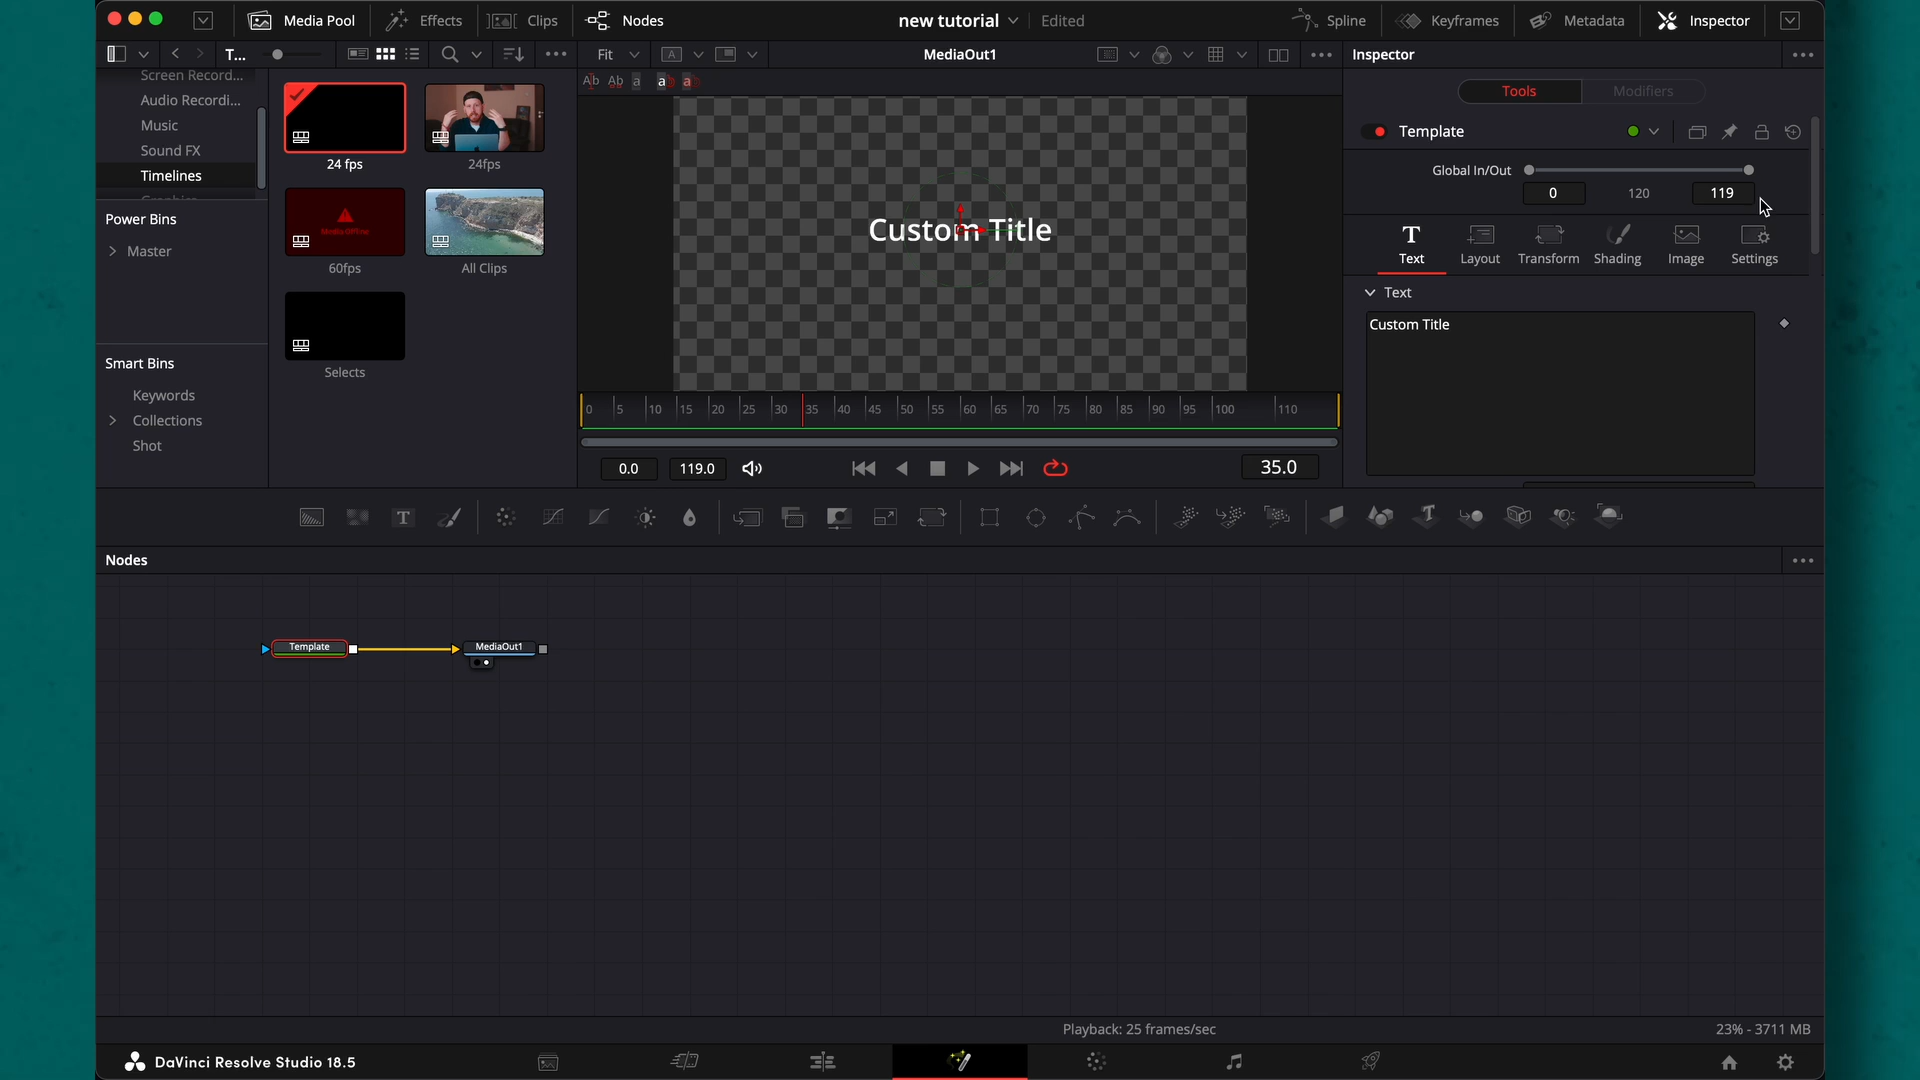 Media Pool
Effects
Clips
Nodes
new tutorial
Edited
Spline
Keyframes
Metadata
Inspector
T...
Fit
A
MediaOut1
Inspector
Ab Ab a a a
Screen Record...
Audio Recordi...
Music
Sound FX
Timelines
Power Bins
Master
Smart Bins
Keywords
Collections
Shot
24 fps
24fps
Media Offline
60fps
All Clips
Selects
Custom Title
0 5 10 15 20 25 30 35 40 45 50 55 60 65 70 75 80 85 90 95 100 110
0.0
119.0
35.0
Tools
Modifiers
Template
Global In/Out
0
120
119
Text
Layout
Transform
Shading
Image
Settings
Text
Custom Title
Nodes
Template
MediaOut1
Playback: 25 frames/sec
23% - 3711 MB
DaVinci Resolve Studio 18.5